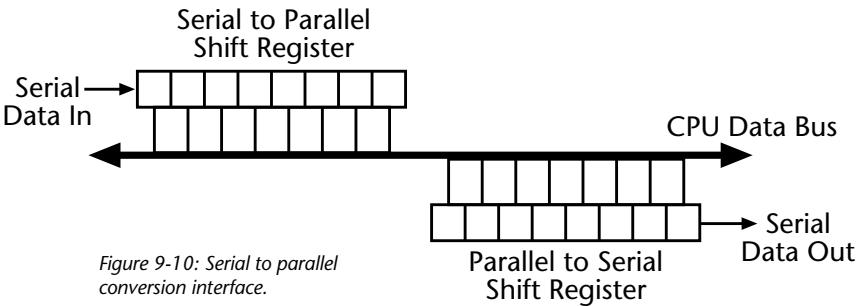 Serial to Parallel
Shift Register
Serial
Data In
CPU Data Bus
Serial
Data Out
Parallel to Serial
Shift Register
Figure 9-10: Serial to parallel
conversion interface.